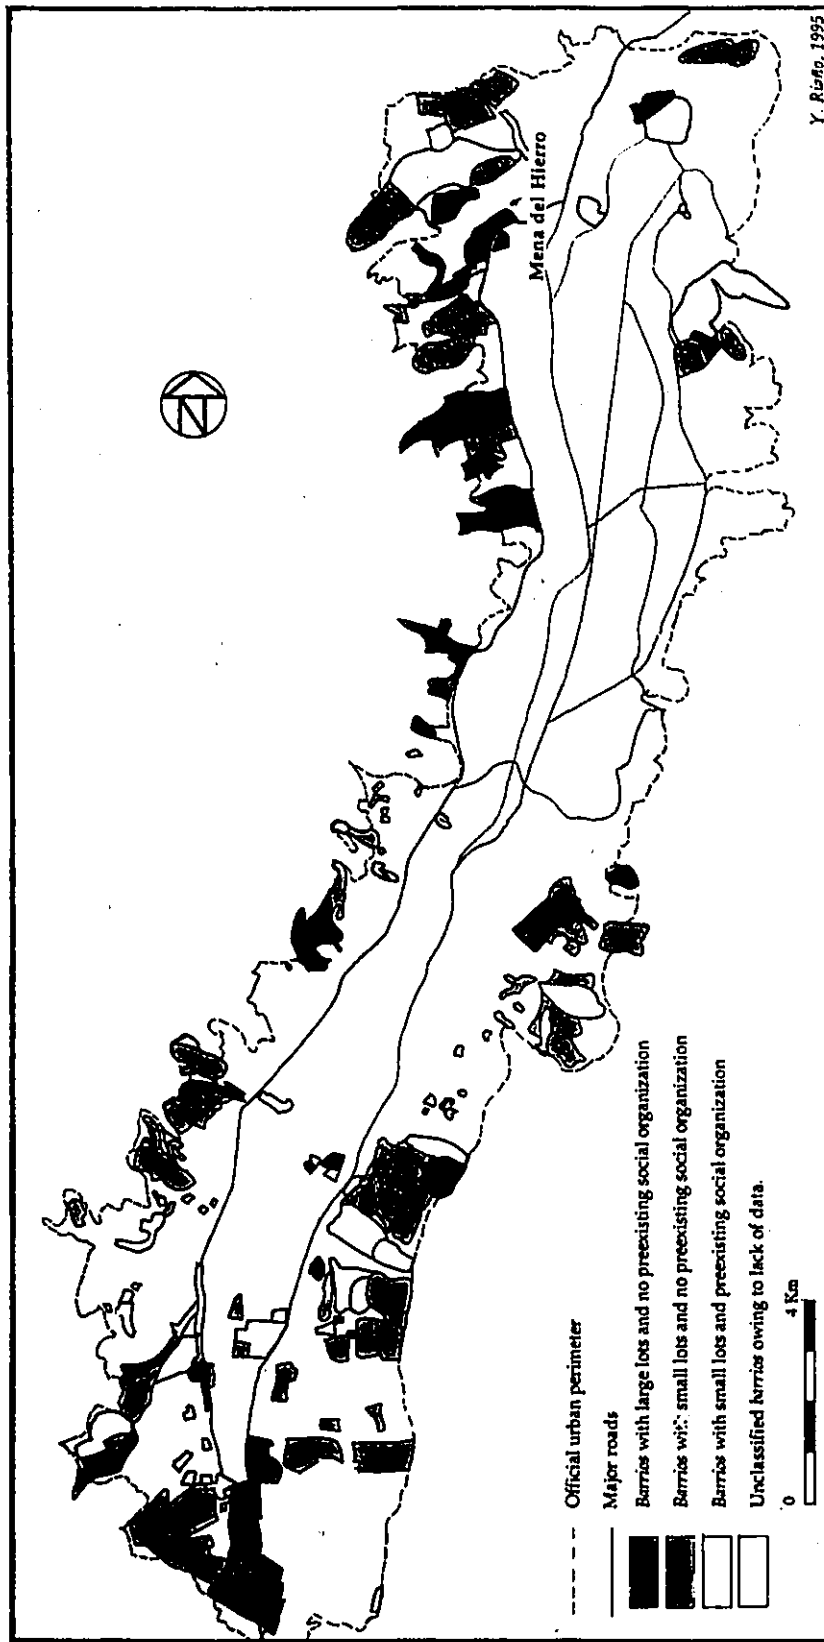 N
Mena del Hierro
Official urban perimeter
Major roads
Barrios with large lots and no preexisting social organization
Barrios with small lots and no preexisting social organization
Barrios with small lots and preexisting social organization
Unclassified barrios owing to lack of data.
0 4 Km
Y. Riaño, 1995